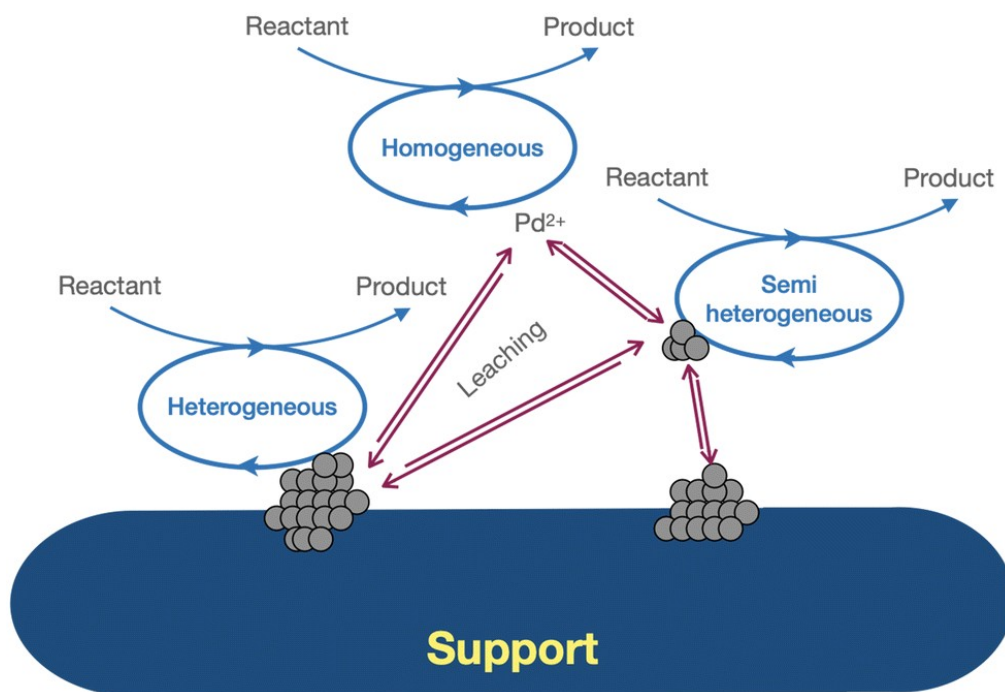 Reactant
Product
Homogeneous
Reactant
Product
Pd²⁺
Semi
heterogeneous
Reactant
Product
Leaching
Heterogeneous
Support